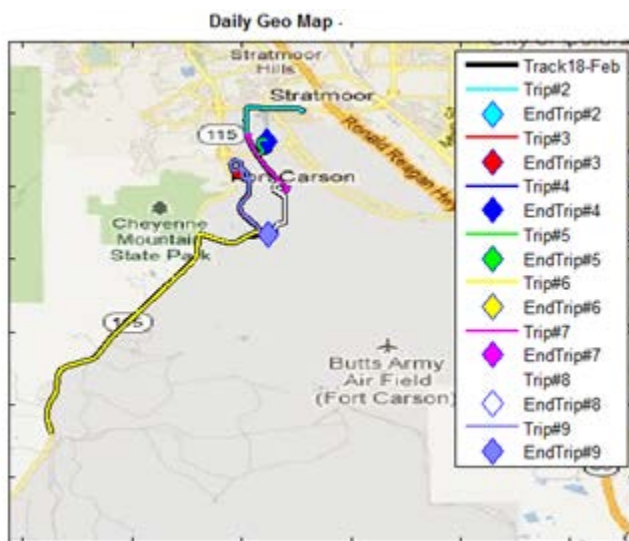 Daily Geo Map -
Stratmoor
Hills
Stratmoor
115
Ronald Reagan Hwy
Fort Carson
Cheyenne
Mountain
State Park
115
Butts Army
Air Field
(Fort Carson)
Track18-Feb
Trip#2
EndTrip#2
Trip#3
EndTrip#3
Trip#4
EndTrip#4
Trip#5
EndTrip#5
Trip#6
EndTrip#6
Trip#7
EndTrip#7
Trip#8
EndTrip#8
Trip#9
EndTrip#9